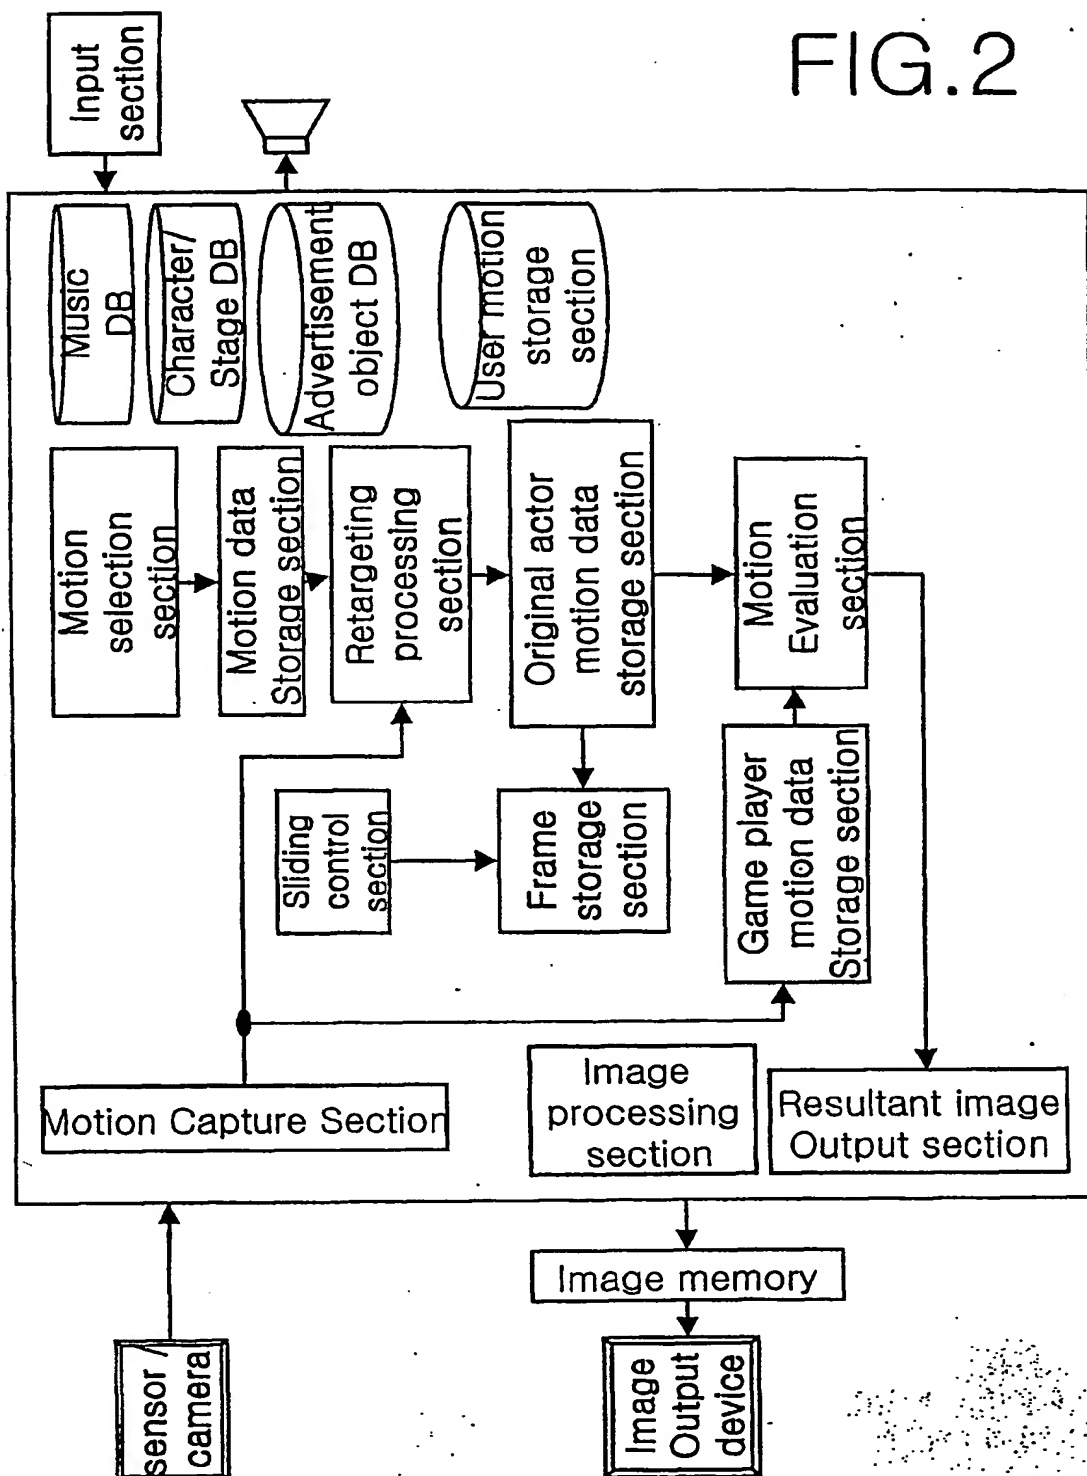 FIG.2
Input
section
Music
DB
Character/
Stage DB
Advertisement
object DB
User motion
storage
section
Motion
selection
section
Motion data
Storage section
Retargeting
processing
section
Original actor
motion data
storage section
Motion
Evaluation
section
Sliding
control
section
Frame
storage
section
Game player
motion data
Storage section
Motion Capture Section
Image
processing
section
Resultant image
Output section
Image memory
sensor /
camera
Image
Output
device